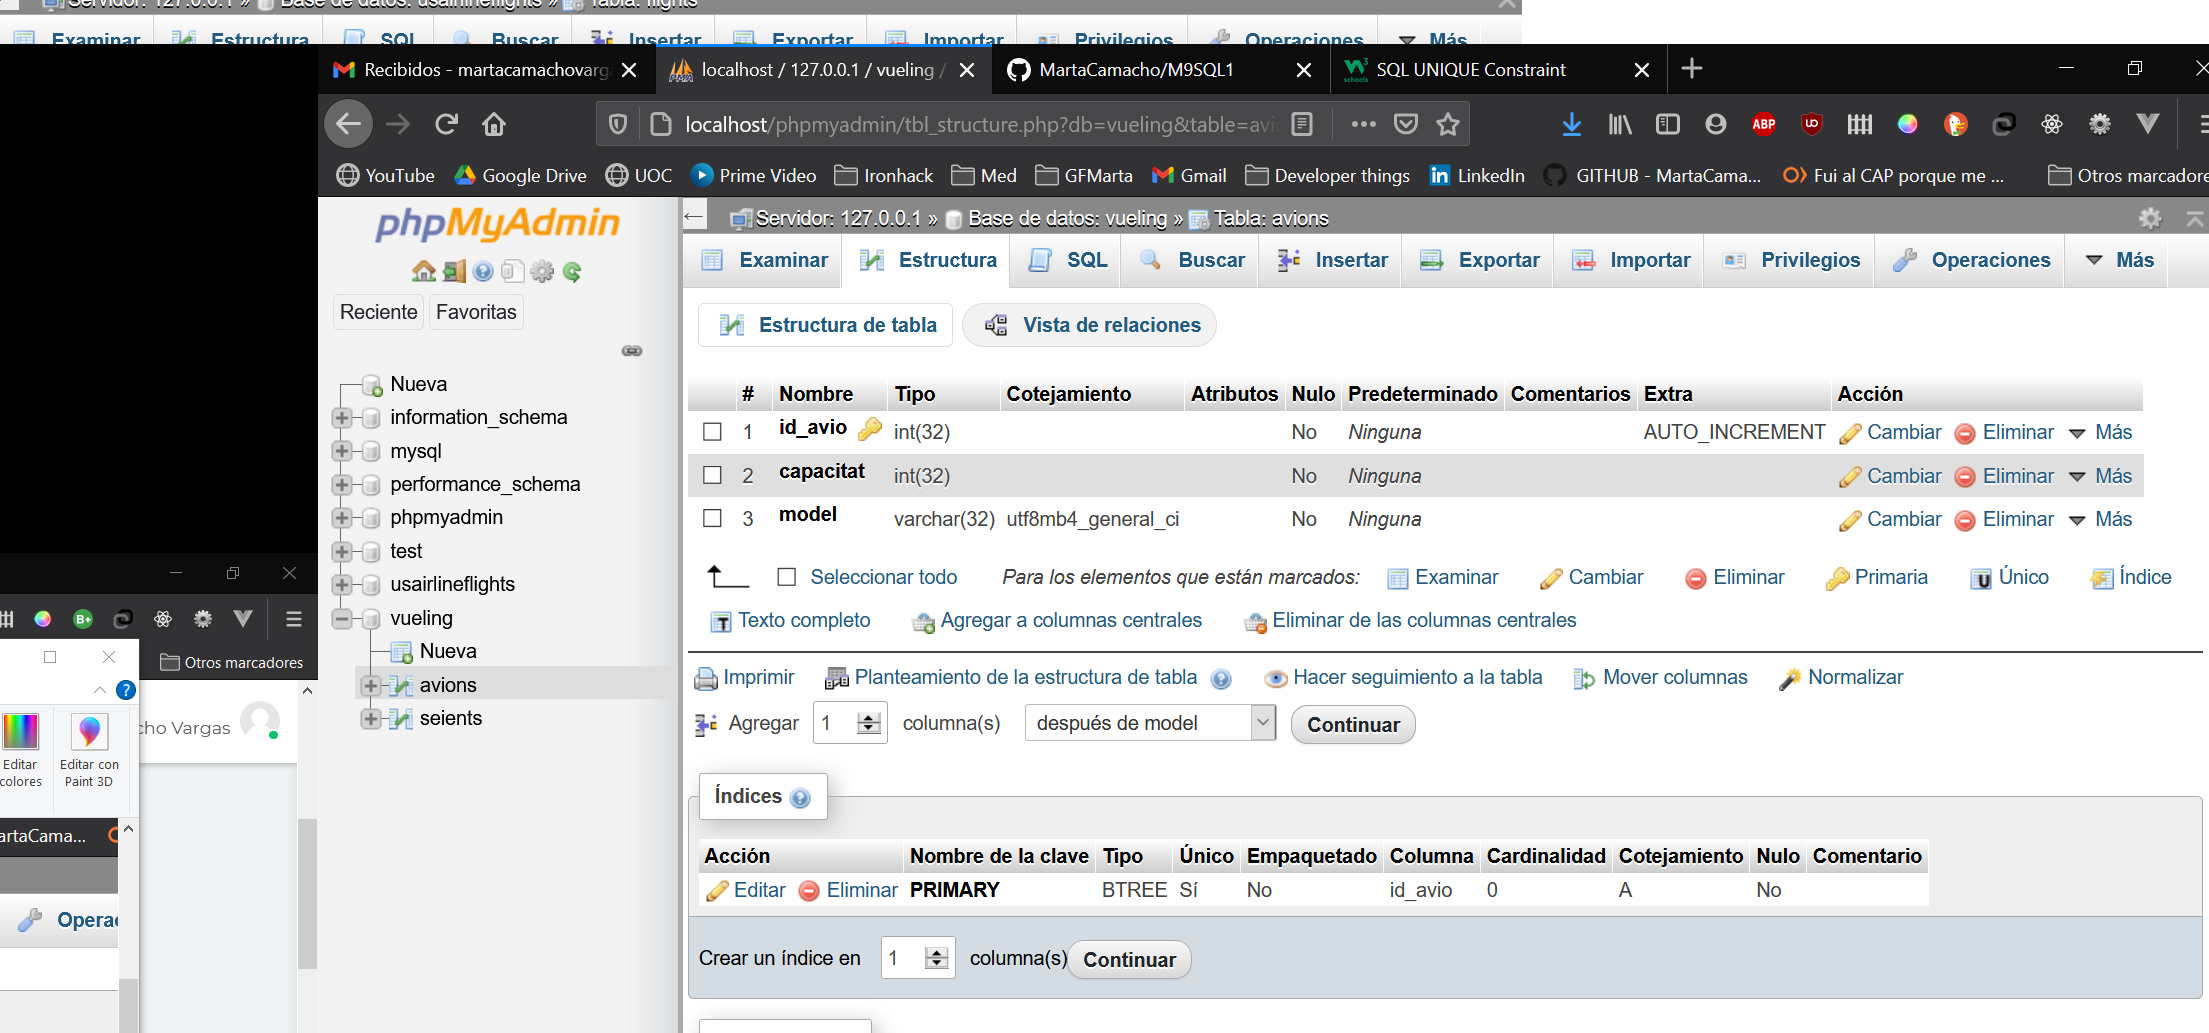 Servidor: 127.0.0.1 » Base de datos: usairlineflights » Tabla: flights
Examinar Estructura SQL Buscar Insertar Exportar Importar Privilegios Operaciones Más
Recibidos - martacamachovarg localhost / 127.0.0.1 / vueling / MartaCamacho/M9SQL1 SQL UNIQUE Constraint
localhost/phpmyadmin/tbl_structure.php?db=vueling&table=avi
ABP
YouTube Google Drive UOC Prime Video Ironhack Med GFMarta Gmail Developer things LinkedIn GITHUB - MartaCama... Fui al CAP porque me ... Otros marcadore
phpMyAdmin
Reciente Favoritas
Nueva
information_schema
mysql
performance_schema
phpmyadmin
test
usairlineflights
vueling
Nueva
avions
seients
Servidor: 127.0.0.1 » Base de datos: vueling » Tabla: avions
Examinar Estructura SQL Buscar Insertar Exportar Importar Privilegios Operaciones Más
Estructura de tabla Vista de relaciones
# Nombre Tipo Cotejamiento Atributos Nulo Predeterminado Comentarios Extra Acción
1 id_avio int(32) No Ninguna AUTO_INCREMENT Cambiar Eliminar Más
2 capacitat int(32) No Ninguna Cambiar Eliminar Más
3 model varchar(32) utf8mb4_general_ci No Ninguna Cambiar Eliminar Más
Seleccionar todo Para los elementos que están marcados: Examinar Cambiar Eliminar Primaria Único Índice
Texto completo Agregar a columnas centrales Eliminar de las columnas centrales
Imprimir Planteamiento de la estructura de tabla Hacer seguimiento a la tabla Mover columnas Normalizar
Agregar 1 columna(s) después de model Continuar
Índices
Acción Nombre de la clave Tipo Único Empaquetado Columna Cardinalidad Cotejamiento Nulo Comentario
Editar Eliminar PRIMARY BTREE Sí No id_avio 0 A No
Crear un índice en 1 columna(s) Continuar
B+
Otros marcadores
cho Vargas
Editar colores
Editar con Paint 3D
artaCama...
Opera